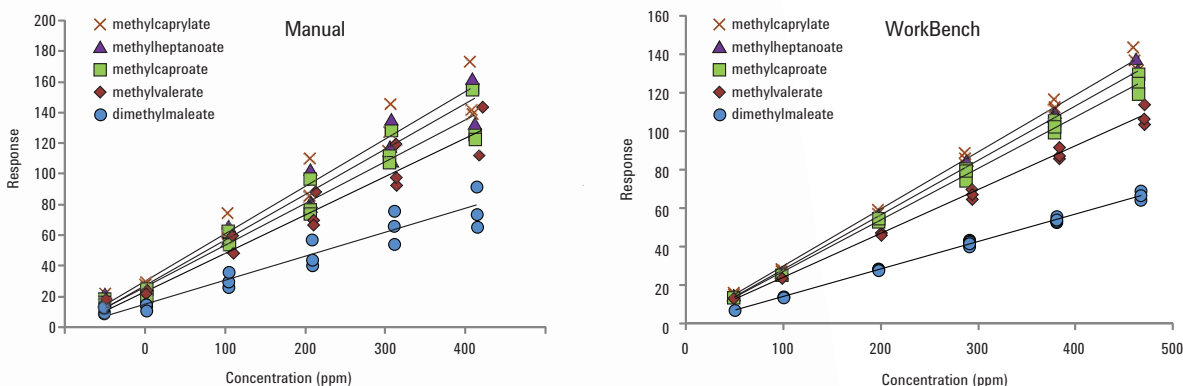 Manual
200
180
160
140
120
100
80
60
40
20
0
Response
methylcaprylate
methylheptanoate
methylcaproate
methylvalerate
dimethylmaleate
0
100
200
300
400
Concentration (ppm)
WorkBench
160
140
120
100
80
60
40
20
0
Response
methylcaprylate
methylheptanoate
methylcaproate
methylvalerate
dimethylmaleate
0
100
200
300
400
500
Concentration (ppm)